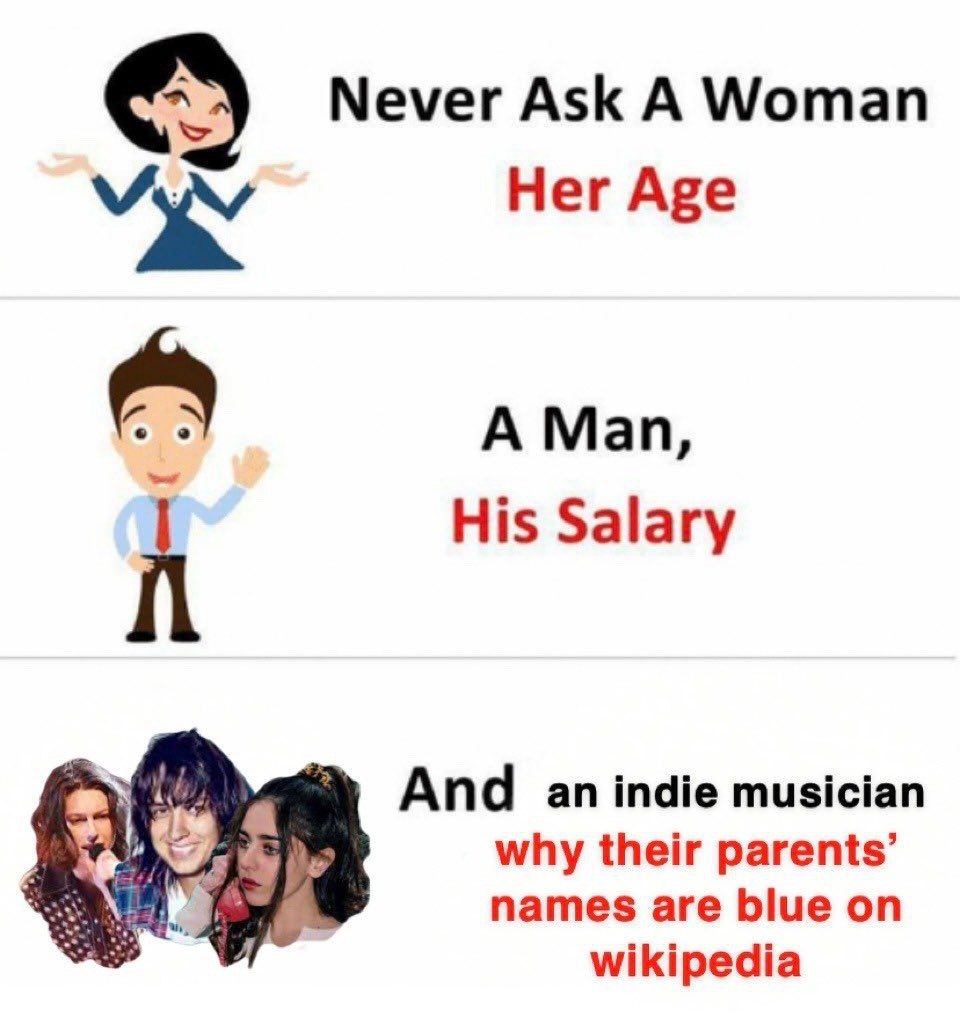 Never Ask A Woman
Her Age
A Man,
His Salary
And an indie musician
why their parents’
names are blue on
wikipedia